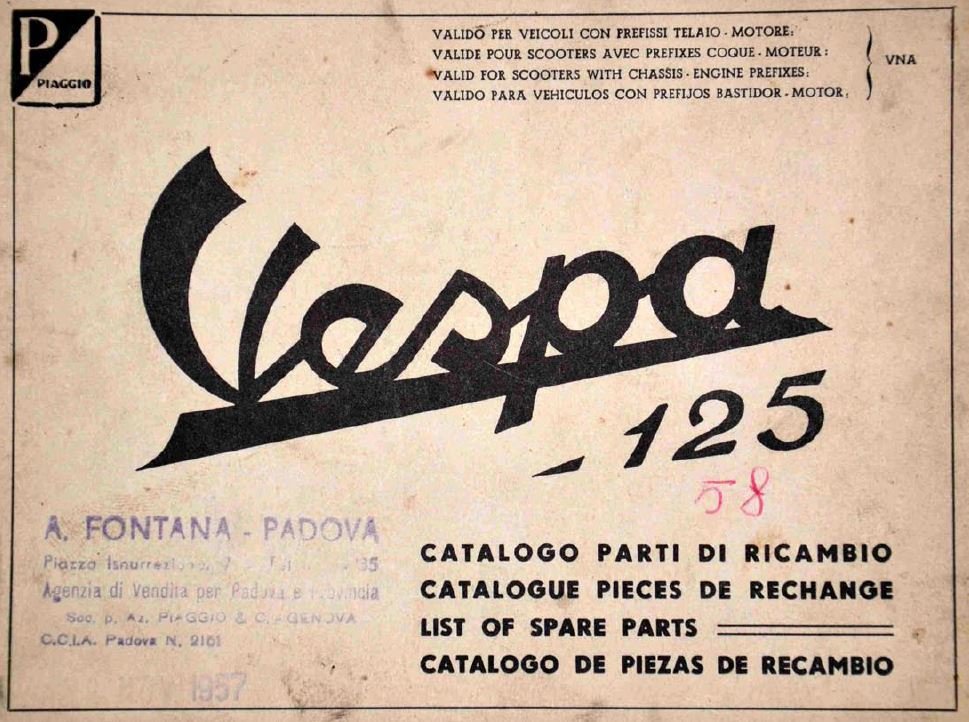 P
PIAGGIO
VALIDO PER VEICOLI CON PREFISSI TELAIO - MOTORE:
VALIDE POUR SCOOTERS AVEC PREFIXES COQUE - MOTEUR:
VALID FOR SCOOTERS WITH CHASSIS - ENGINE PREFIXES:
VALIDO PARA VEHICULOS CON PREFIJOS BASTIDOR - MOTOR:
VNA
Vespa
- 125
58
A. FONTANA - PADOVA
Piazza
35
Agenzia di Vendita per Padova e Provincia
Soc. p. Az. PIAGGIO & C. - GENOVA
C.C.I.A. Padova N. 2161
1957
CATALOGO PARTI DI RICAMBIO
CATALOGUE PIECES DE RECHANGE
LIST OF SPARE PARTS
CATALOGO DE PIEZAS DE RECAMBIO